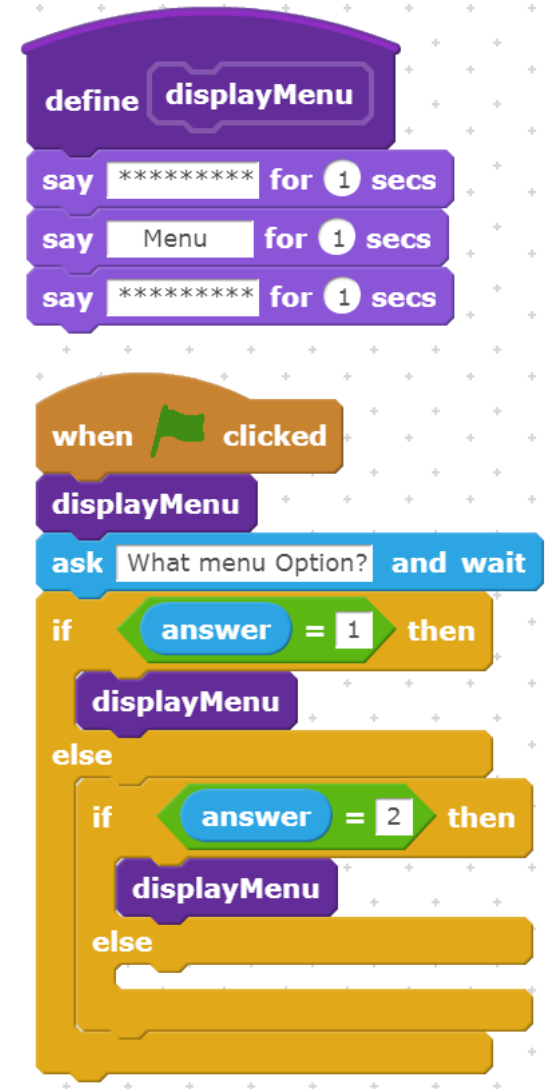 define displayMenu
say ********* for 1 secs
say Menu for 1 secs
say ********* for 1 secs
when clicked
displayMenu
ask What menu Option? and wait
if answer = 1 then
displayMenu
else
if answer = 2 then
displayMenu
else